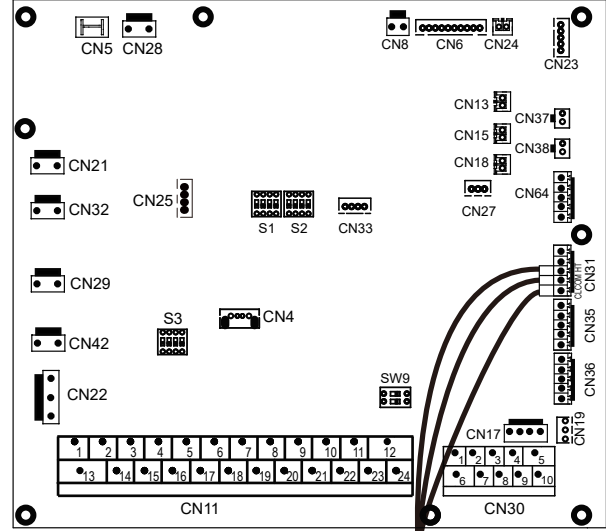 CN5
CN28
CN8
CN6
CN24
CN23
CN13
CN37
CN15
CN38
CN18
CN21
CN32
CN25
S1
S2
CN33
CN27
CN64
CN29
CN31
CLCOM HT
S3
CN4
CN35
CN42
CN22
SW9
CN36
CN17
CN19
1 2 3 4 5 6 7 8 9 10 11 12
13 14 15 16 17 18 19 20 21 22 23 24
CN11
1 2 3 4 5
6 7 8 9 10
CN30